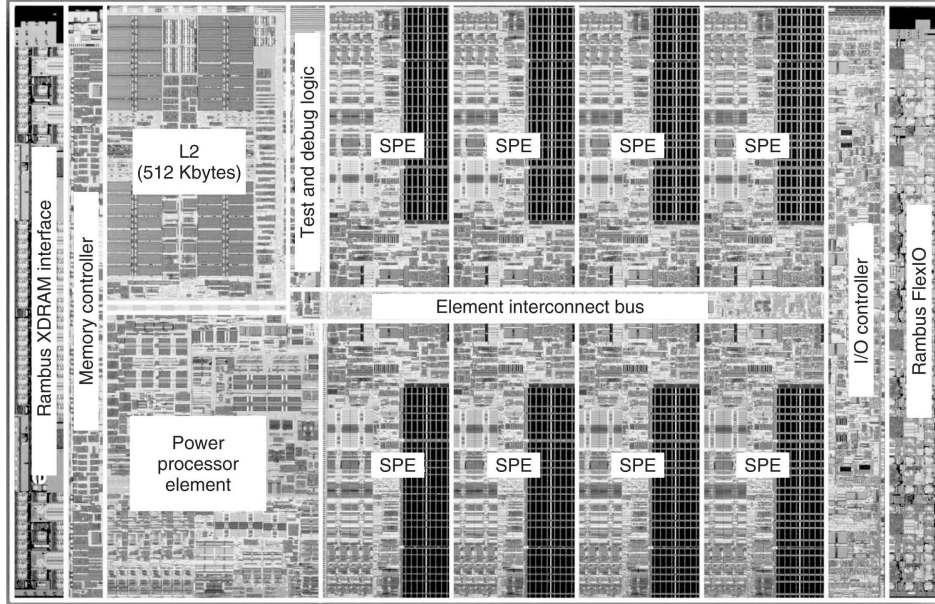 Rambus XDRAM interface
Memory controller
L2
(512 Kbytes)
Test and debug logic
SPE
SPE
SPE
SPE
I/O controller
Rambus FlexIO
Element interconnect bus
Power
processor
element
SPE
SPE
SPE
SPE